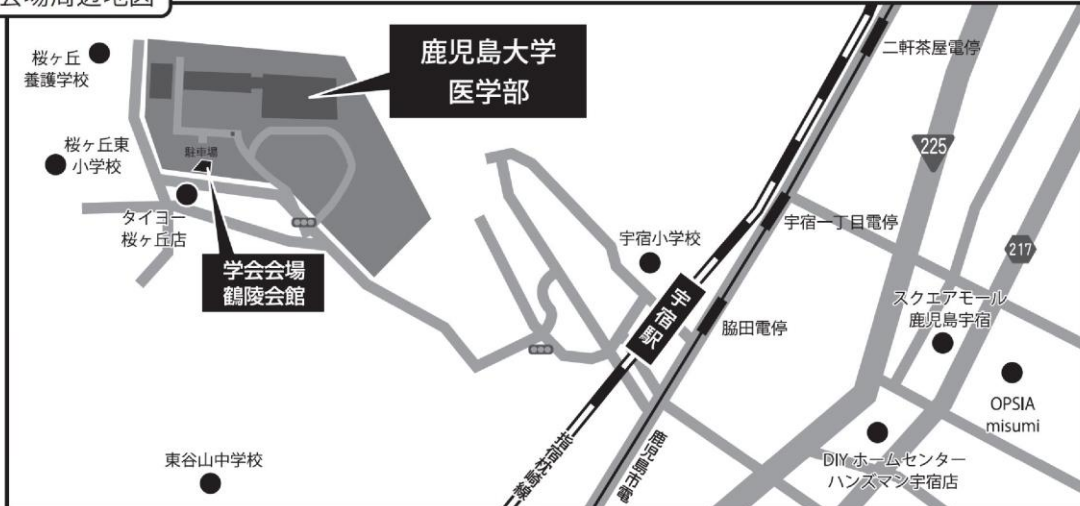 会場周辺地図
桜ヶ丘
養護学校
鹿児島大学
医学部
二軒茶屋電停
桜ヶ丘東
小学校
駐車場
225
タイヨー
桜ヶ丘店
宇宿小学校
宇宿一丁目電停
217
学会会場
鶴陵会館
宇宿駅
スクエアモール
鹿児島宇宿
脇田電停
OPSIA
misumi
指宿枕崎線
鹿児島市電
DIY ホームセンター
ハンズマン宇宿店
東谷山中学校